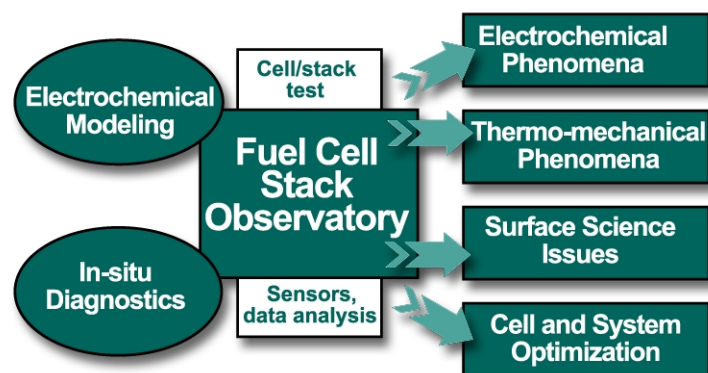 Electrochemical
Modeling
In-situ
Diagnostics
Cell/stack
test
Fuel Cell
Stack
Observatory
Sensors,
data analysis
Electrochemical
Phenomena
Thermo-mechanical
Phenomena
Surface Science
Issues
Cell and System
Optimization